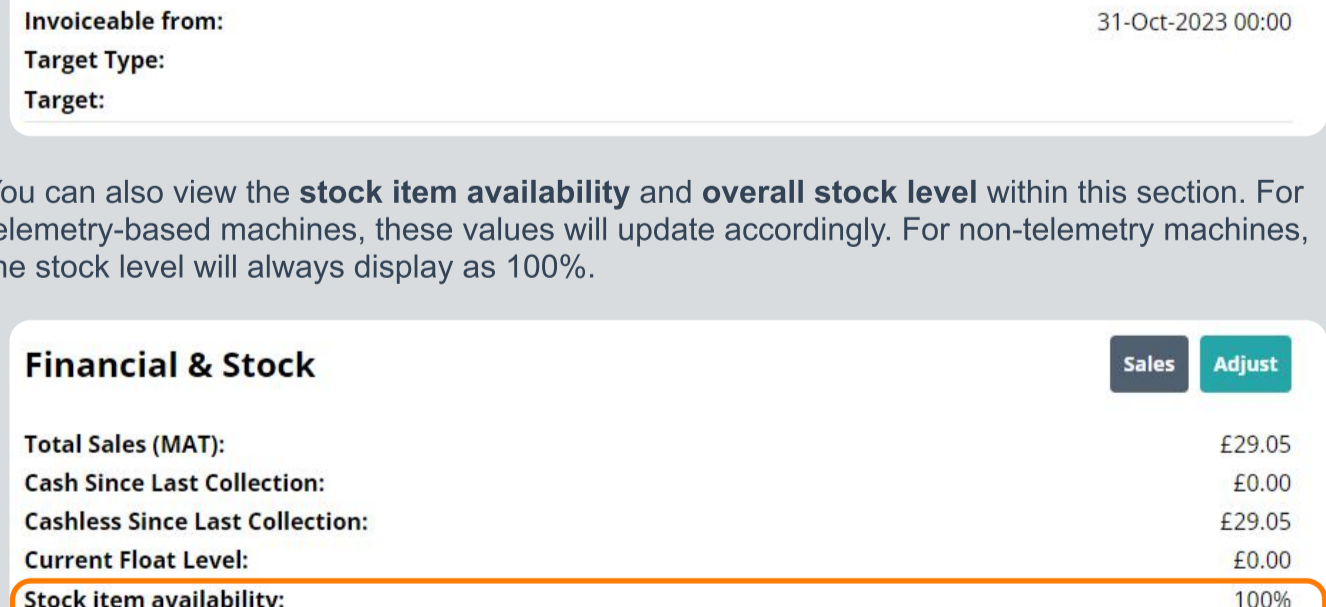 Invoiceable from: 31-Oct-2023 00:00
Target Type:
Target:
You can also view the stock item availability and overall stock level within this section. For
telemetry-based machines, these values will update accordingly. For non-telemetry machines,
the stock level will always display as 100%.
Financial & Stock Sales Adjust
Total Sales (MAT): £29.05
Cash Since Last Collection: £0.00
Cashless Since Last Collection: £29.05
Current Float Level: £0.00
Stock item availability: 100%